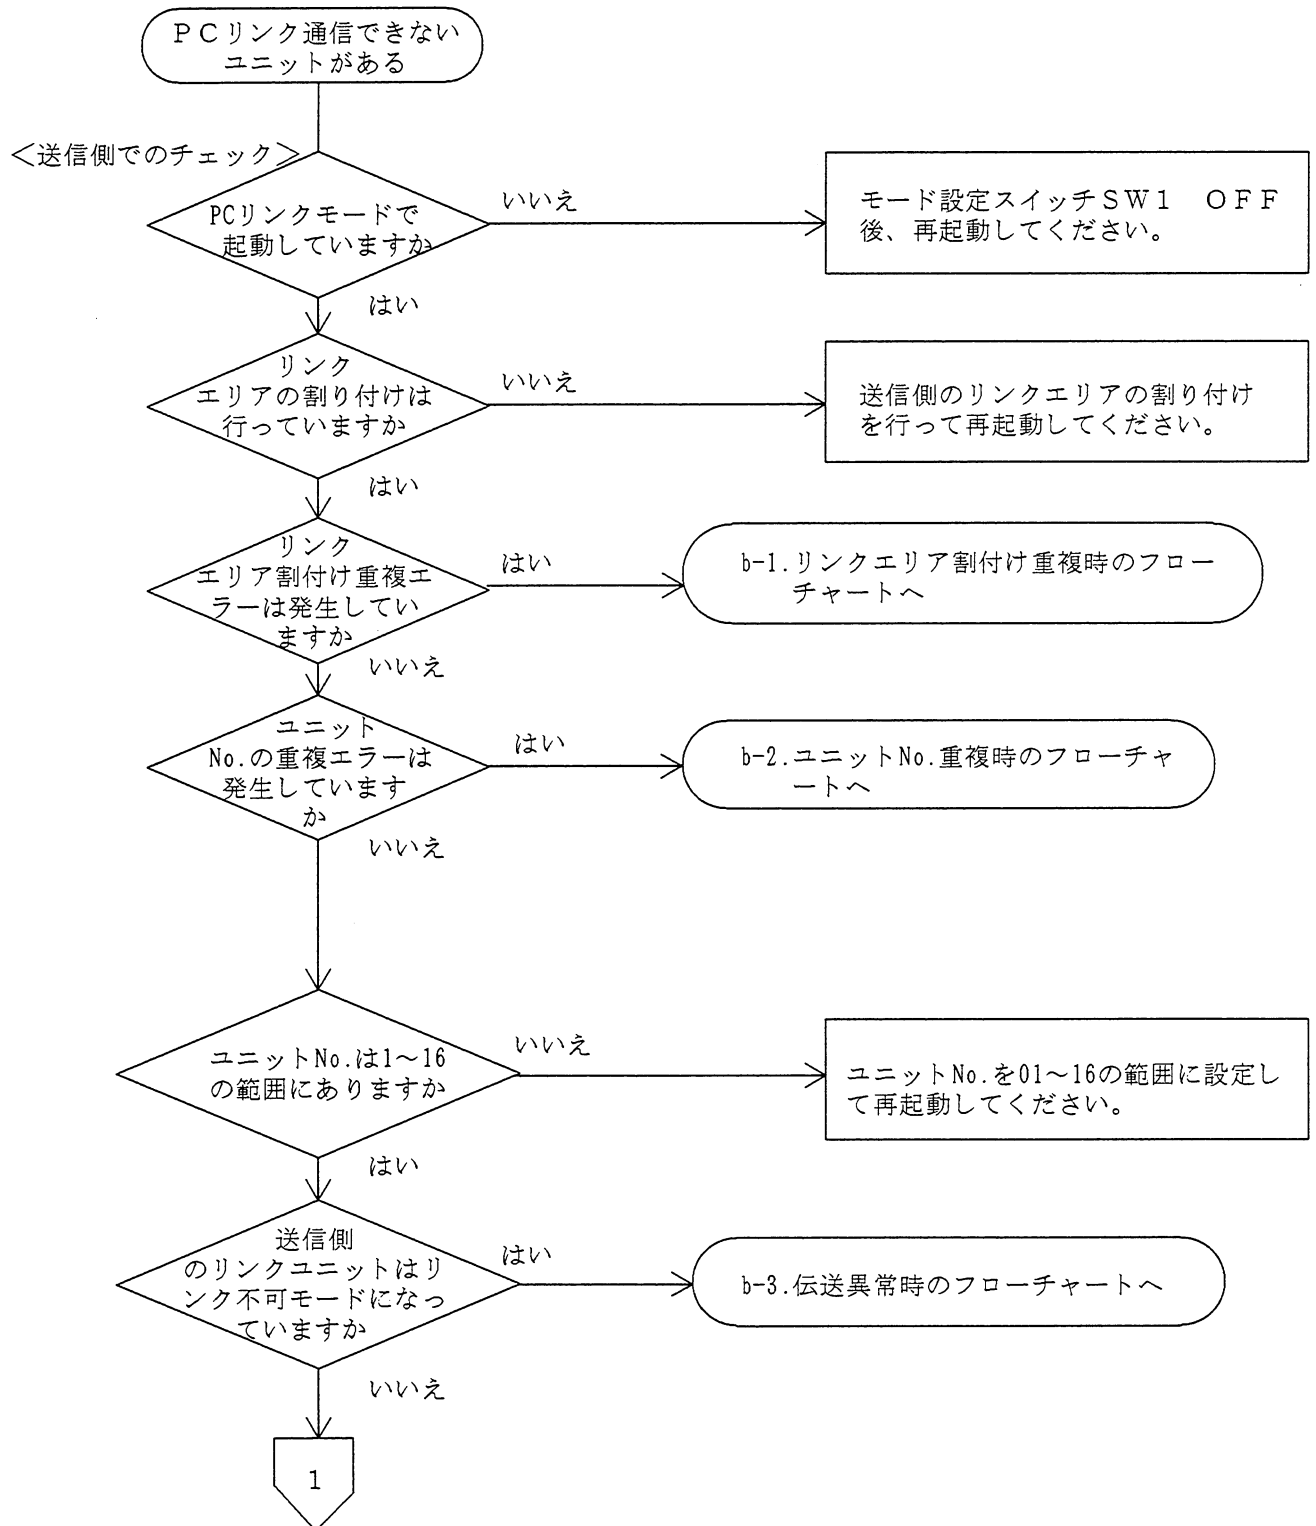 ＰＣリンク通信できない
ユニットがある
＜送信側でのチェック＞
PCリンクモードで
起動していますか
いいえ
モード設定スイッチＳＷ１　ＯＦＦ
後、再起動してください。
はい
リンク
エリアの割り付けは
行っていますか
いいえ
送信側のリンクエリアの割り付け
を行って再起動してください。
はい
リンク
エリア割付け重複エ
ラーは発生してい
ますか
はい
b-1.リンクエリア割付け重複時のフロー
チャートへ
いいえ
ユニット
No.の重複エラーは
発生しています
か
はい
b-2.ユニットNo.重複時のフローチャ
ートへ
いいえ
ユニットNo.は1～16
の範囲にありますか
いいえ
ユニットNo.を01～16の範囲に設定し
て再起動してください。
はい
送信側
のリンクユニットはリ
ンク不可モードになっ
ていますか
はい
b-3.伝送異常時のフローチャートへ
いいえ
1